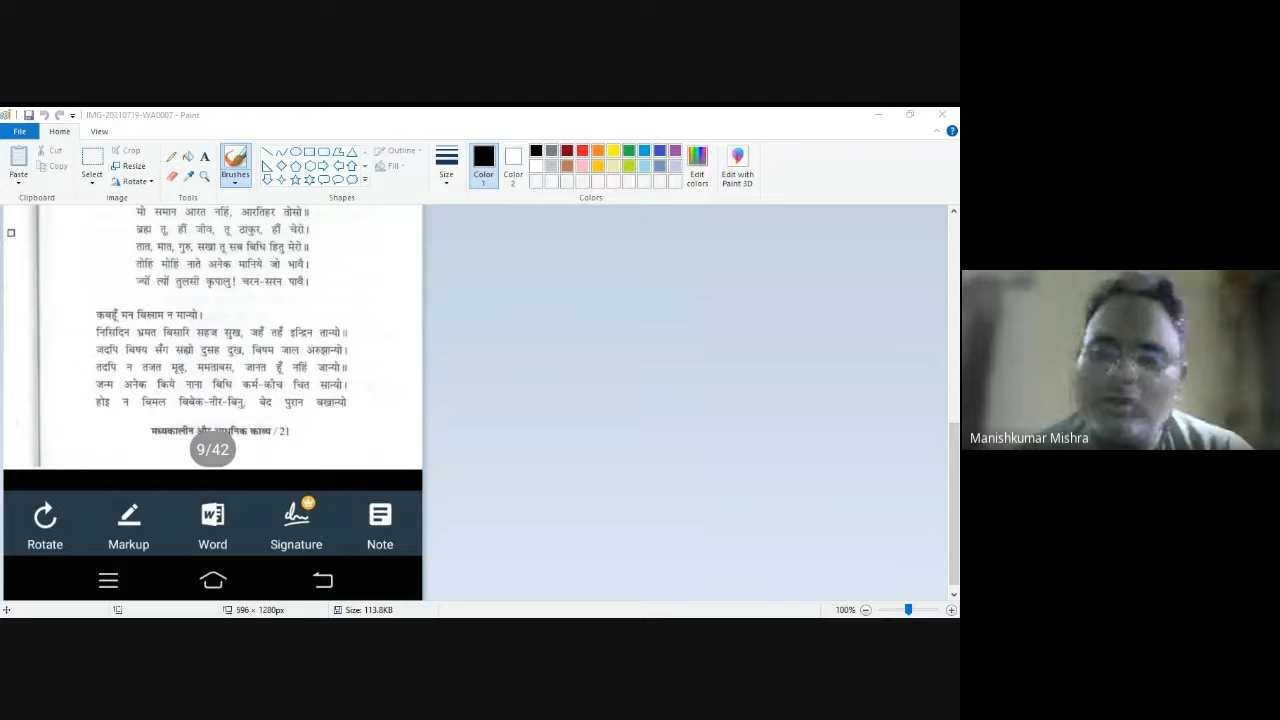 IMG-20210719-WA0007 - Paint
File Home View
Paste
Cut
Copy
Clipboard
Select
Crop
Resize
Rotate
Image
Tools
Brushes
Outline
Fill
Shapes
Size
Color 1
Color 2
Edit colors
Edit with Paint 3D
Colors
मो समान आरत नहिं, आरतिहर तोसो॥
ब्रह्म तू, हौं जीव, तू ठाकुर, हौं चेरो।
तात, मात, गुरु, सखा तू सब बिधि हितु मेरो॥
तोहिं मोहिं नाते अनेक मानिये जो भावै।
ज्यों त्यों तुलसी कृपालु! चरन-सरन पावै।
कबहूँ मन बिस्राम न मान्यो।
निसिदिन भ्रमत बिसारि सहज सुख, जहँ तहँ इन्द्रिन तान्यो॥
जदपि बिषय सँग सह्यो दुसह दुख, बिषम जाल अरुझान्यो।
तदपि न तजत मूढ़, ममताबस, जानत हूँ नहिं जान्यो॥
जन्म अनेक किये नाना बिधि कर्म-कीच चित सान्यो।
होइ न बिमल बिबेक-नीर-बिनु, बेद पुरान बखान्यो
मध्यकालीन और आधुनिक काव्य / 21
9/42
Rotate
Markup
Word
Signature
Note
596 × 1280px
Size: 113.8KB
100%
Manishkumar Mishra